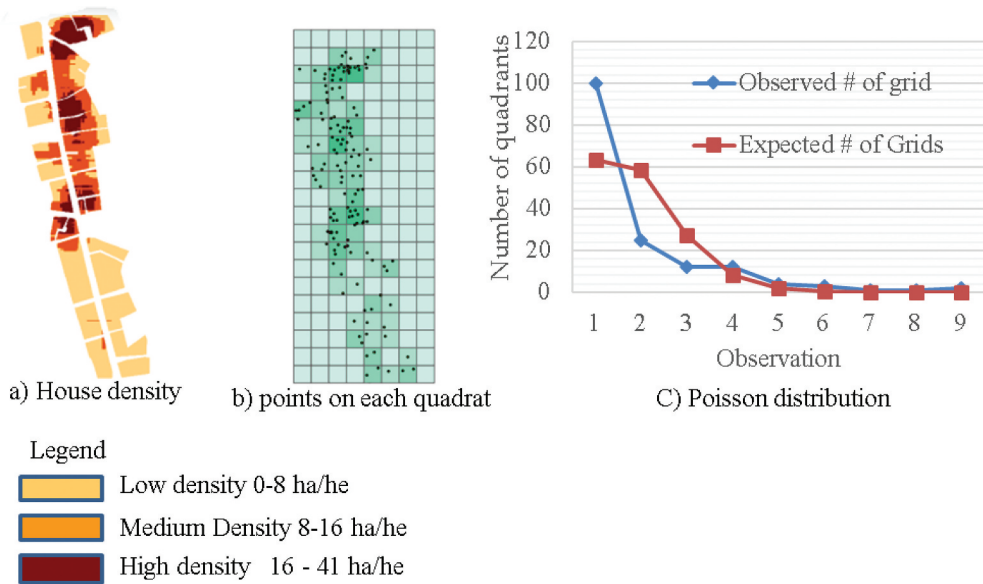 120
100
80
60
40
20
0
Number of quadrants
Observed # of grid
Expected # of Grids
1 2 3 4 5 6 7 8 9
Observation
a) House density
b) points on each quadrat
C) Poisson distribution
Legend
Low density 0-8 ha/he
Medium Density 8-16 ha/he
High density 16 - 41 ha/he